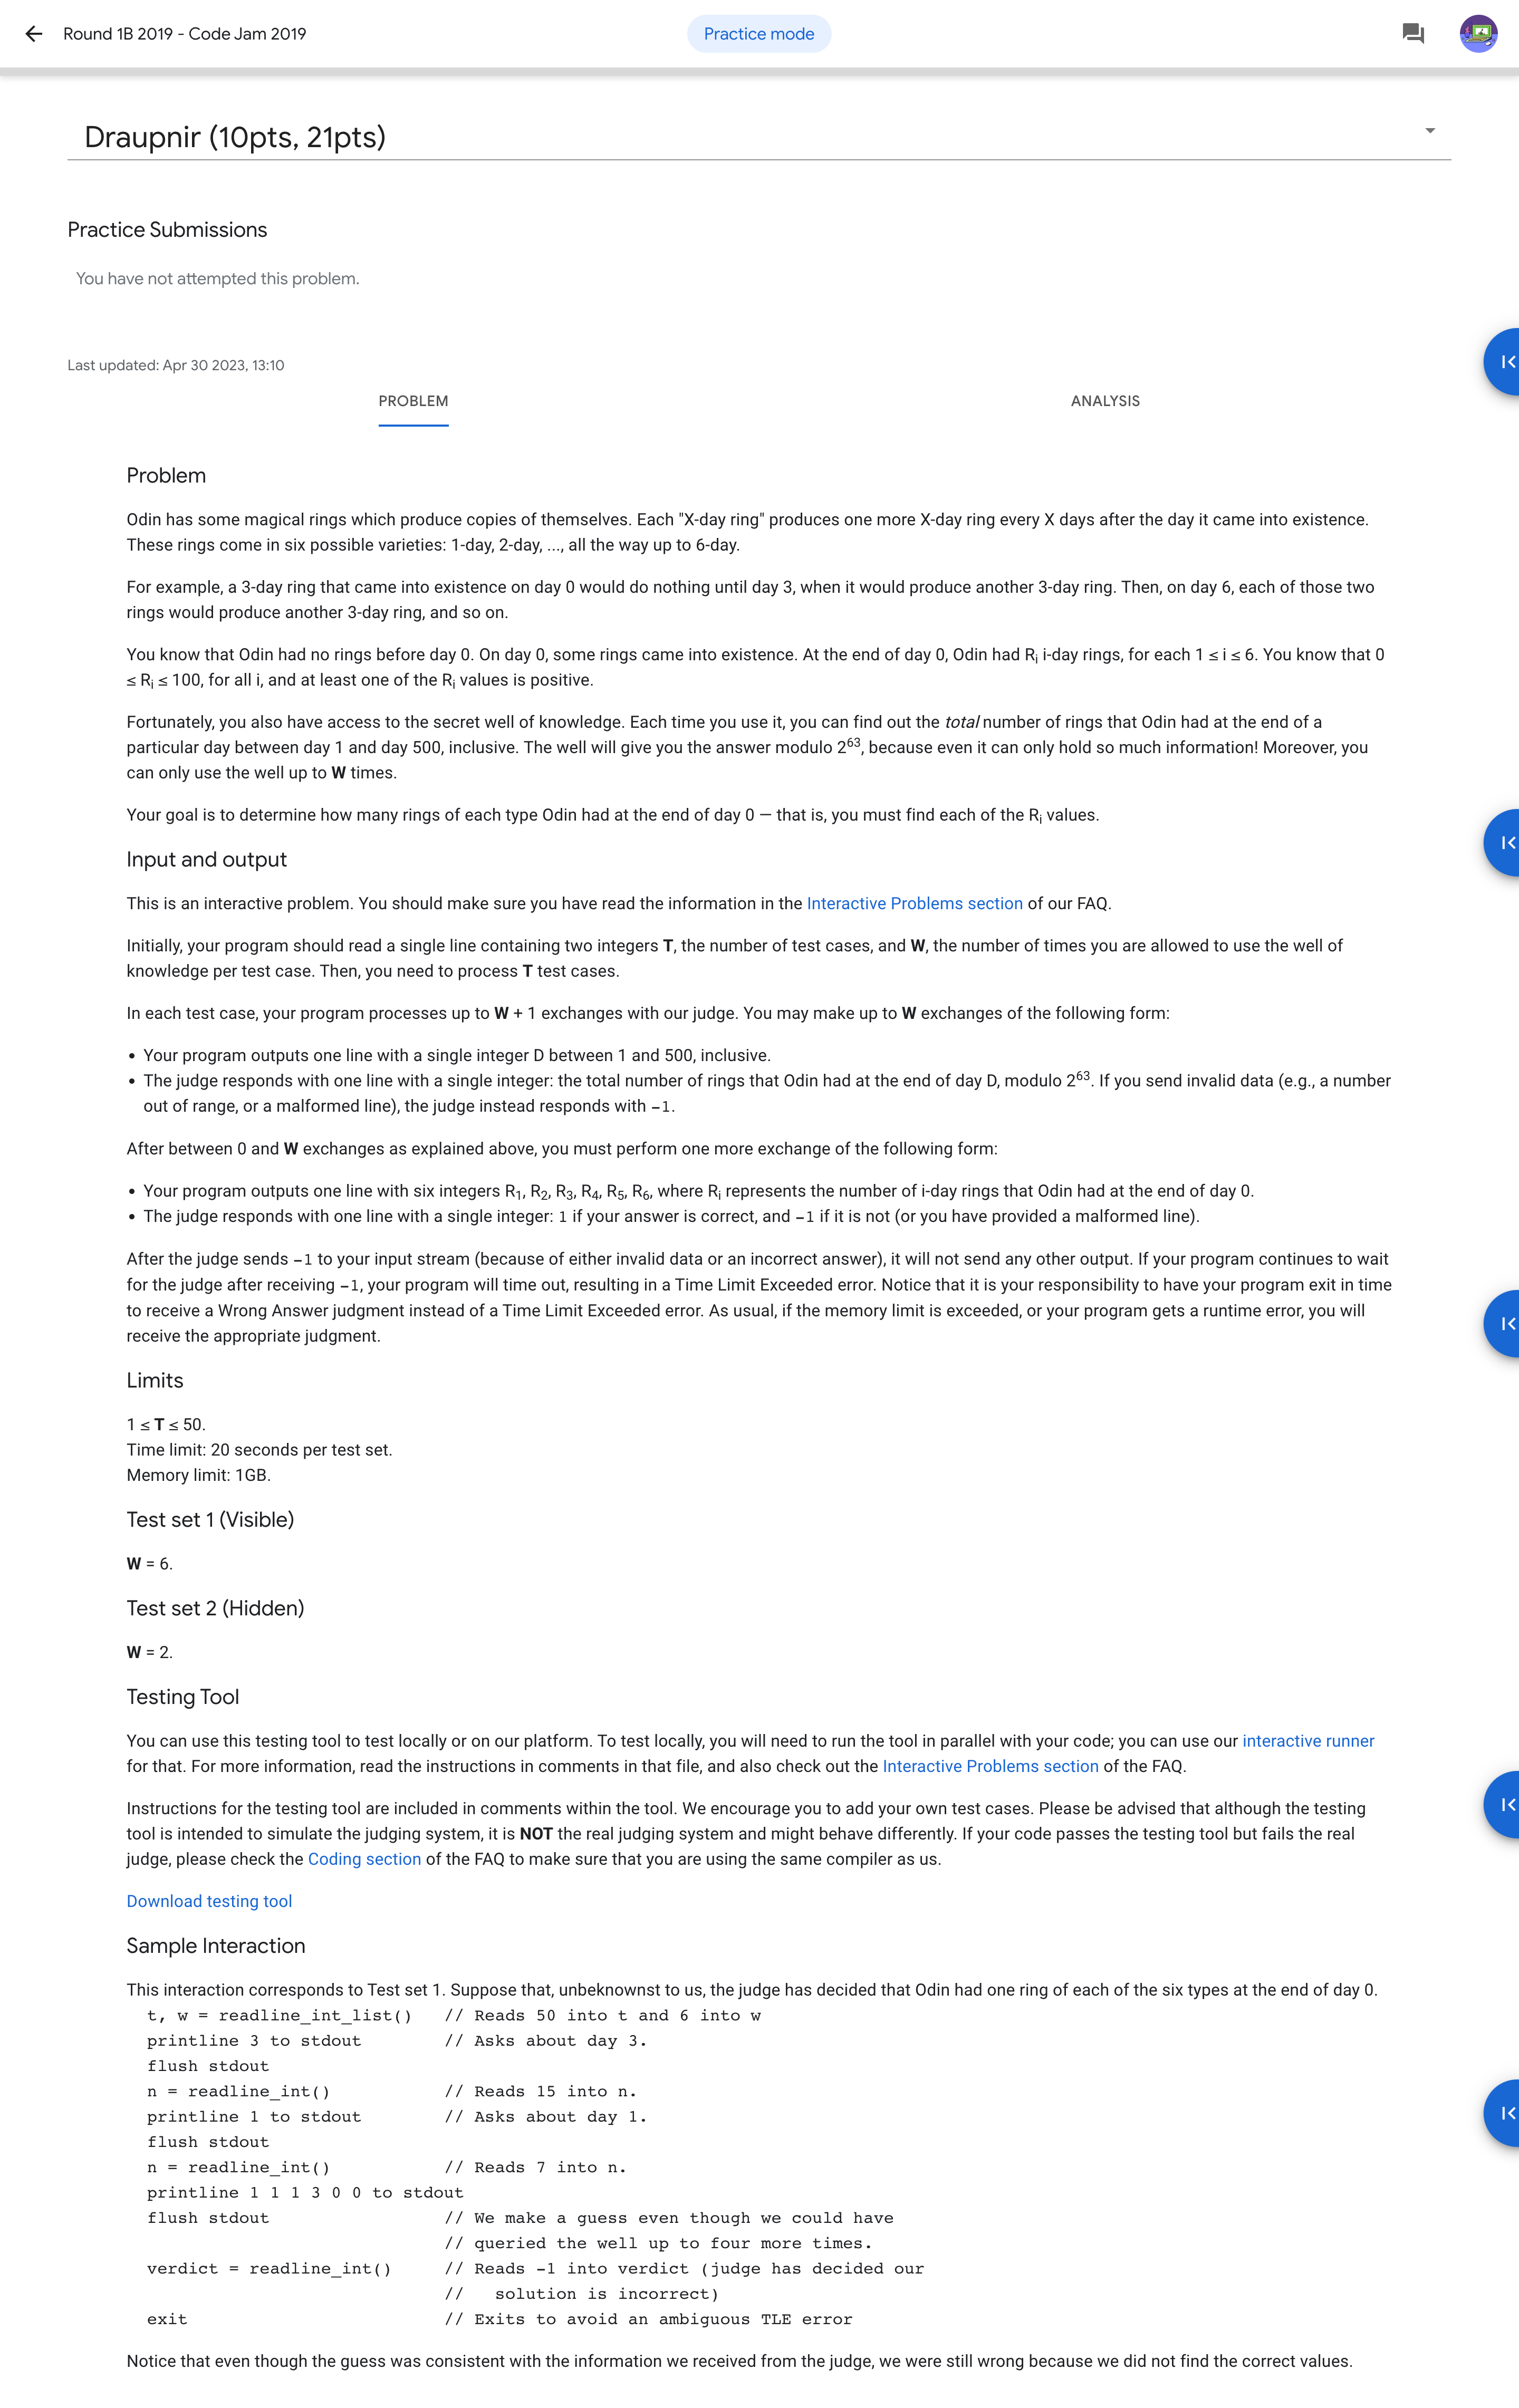 Round 1B 2019 - Code Jam 2019
Practice mode
Draupnir (10pts, 21pts)
Practice Submissions
You have not attempted this problem.
Last updated: Apr 30 2023, 13:10
PROBLEM
ANALYSIS
Problem
Odin has some magical rings which produce copies of themselves. Each "X-day ring" produces one more X-day ring every X days after the day it came into existence.
These rings come in six possible varieties: 1-day, 2-day, ..., all the way up to 6-day.
For example, a 3-day ring that came into existence on day 0 would do nothing until day 3, when it would produce another 3-day ring. Then, on day 6, each of those two
rings would produce another 3-day ring, and so on.
You know that Odin had no rings before day 0. On day 0, some rings came into existence. At the end of day 0, Odin had Ri i-day rings, for each 1 ≤ i ≤ 6. You know that 0
≤ Ri ≤ 100, for all i, and at least one of the Ri values is positive.
Fortunately, you also have access to the secret well of knowledge. Each time you use it, you can find out the total number of rings that Odin had at the end of a
particular day between day 1 and day 500, inclusive. The well will give you the answer modulo 2^63, because even it can only hold so much information! Moreover, you
can only use the well up to W times.
Your goal is to determine how many rings of each type Odin had at the end of day 0 — that is, you must find each of the Ri values.
Input and output
This is an interactive problem. You should make sure you have read the information in the Interactive Problems section of our FAQ.
Initially, your program should read a single line containing two integers T, the number of test cases, and W, the number of times you are allowed to use the well of
knowledge per test case. Then, you need to process T test cases.
In each test case, your program processes up to W + 1 exchanges with our judge. You may make up to W exchanges of the following form:
• Your program outputs one line with a single integer D between 1 and 500, inclusive.
• The judge responds with one line with a single integer: the total number of rings that Odin had at the end of day D, modulo 2^63. If you send invalid data (e.g., a number
out of range, or a malformed line), the judge instead responds with -1.
After between 0 and W exchanges as explained above, you must perform one more exchange of the following form:
• Your program outputs one line with six integers R1, R2, R3, R4, R5, R6, where Ri represents the number of i-day rings that Odin had at the end of day 0.
• The judge responds with one line with a single integer: 1 if your answer is correct, and -1 if it is not (or you have provided a malformed line).
After the judge sends -1 to your input stream (because of either invalid data or an incorrect answer), it will not send any other output. If your program continues to wait
for the judge after receiving -1, your program will time out, resulting in a Time Limit Exceeded error. Notice that it is your responsibility to have your program exit in time
to receive a Wrong Answer judgment instead of a Time Limit Exceeded error. As usual, if the memory limit is exceeded, or your program gets a runtime error, you will
receive the appropriate judgment.
Limits
1 ≤ T ≤ 50.
Time limit: 20 seconds per test set.
Memory limit: 1GB.
Test set 1 (Visible)
W = 6.
Test set 2 (Hidden)
W = 2.
Testing Tool
You can use this testing tool to test locally or on our platform. To test locally, you will need to run the tool in parallel with your code; you can use our interactive runner
for that. For more information, read the instructions in comments in that file, and also check out the Interactive Problems section of the FAQ.
Instructions for the testing tool are included in comments within the tool. We encourage you to add your own test cases. Please be advised that although the testing
tool is intended to simulate the judging system, it is NOT the real judging system and might behave differently. If your code passes the testing tool but fails the real
judge, please check the Coding section of the FAQ to make sure that you are using the same compiler as us.
Download testing tool
Sample Interaction
This interaction corresponds to Test set 1. Suppose that, unbeknownst to us, the judge has decided that Odin had one ring of each of the six types at the end of day 0.
t, w = readline_int_list()   // Reads 50 into t and 6 into w
printline 3 to stdout        // Asks about day 3.
flush stdout
n = readline_int()           // Reads 15 into n.
printline 1 to stdout        // Asks about day 1.
flush stdout
n = readline_int()           // Reads 7 into n.
printline 1 1 1 3 0 0 to stdout
flush stdout                 // We make a guess even though we could have
                             // queried the well up to four more times.
verdict = readline_int()     // Reads -1 into verdict (judge has decided our
                             //   solution is incorrect)
exit                         // Exits to avoid an ambiguous TLE error
Notice that even though the guess was consistent with the information we received from the judge, we were still wrong because we did not find the correct values.